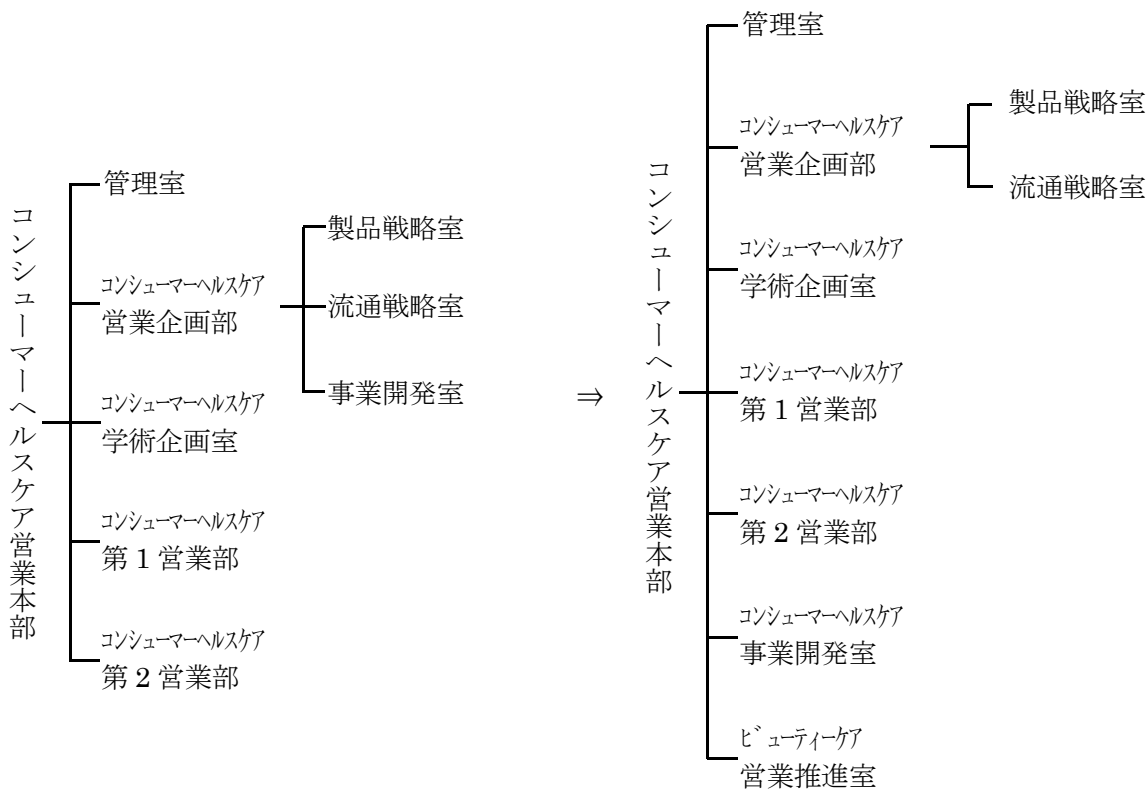 コンシューマーヘルスケア営業本部
管理室
コンシューマーヘルスケア
営業企画部
製品戦略室
流通戦略室
事業開発室
コンシューマーヘルスケア
学術企画室
コンシューマーヘルスケア
第1営業部
コンシューマーヘルスケア
第2営業部
⇒
コンシューマーヘルスケア営業本部
管理室
コンシューマーヘルスケア
営業企画部
製品戦略室
流通戦略室
コンシューマーヘルスケア
学術企画室
コンシューマーヘルスケア
第1営業部
コンシューマーヘルスケア
第2営業部
コンシューマーヘルスケア
事業開発室
ビューティーケア
営業推進室